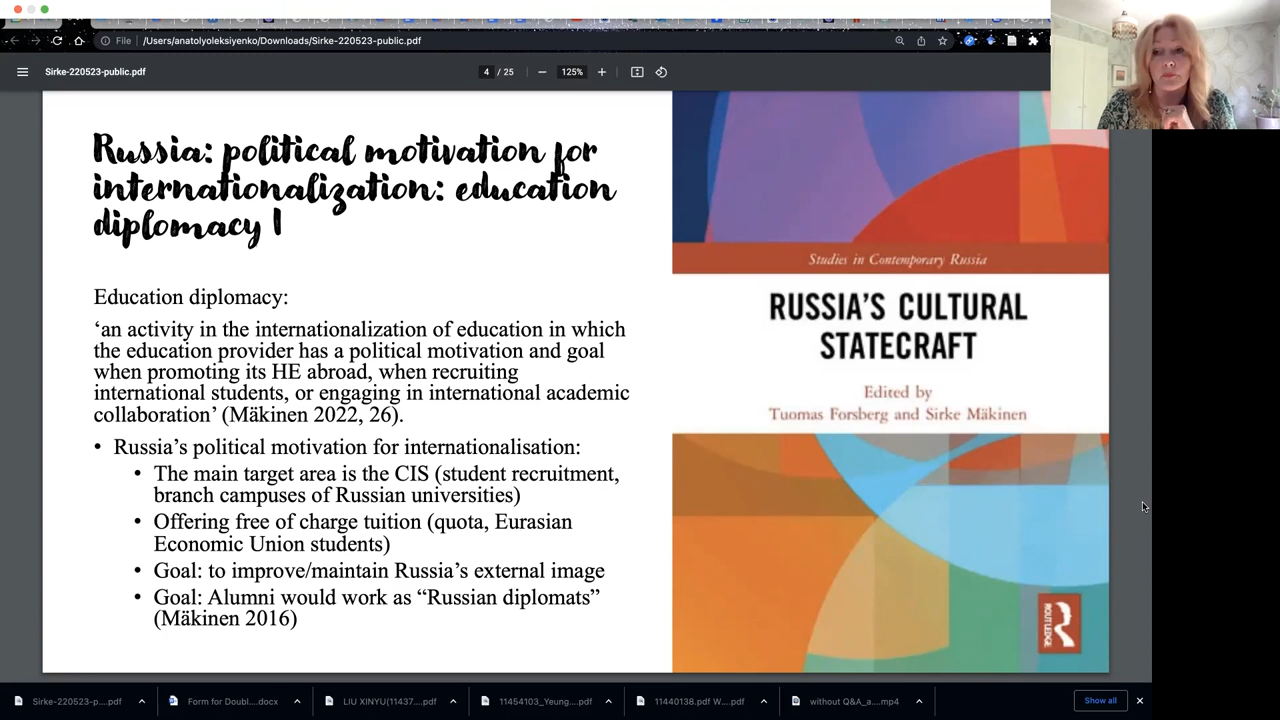 File | /Users/anatolyoleksiyenko/Downloads/Sirke-220523-public.pdf
Sirke-220523-public.pdf
4 / 25
125%
Russia: political motivation for
internationalization: education
diplomacy I
Education diplomacy:
‘an activity in the internationalization of education in which
the education provider has a political motivation and goal
when promoting its HE abroad, when recruiting
international students, or engaging in international academic
collaboration’ (Mäkinen 2022, 26).
• Russia’s political motivation for internationalisation:
• The main target area is the CIS (student recruitment,
branch campuses of Russian universities)
• Offering free of charge tuition (quota, Eurasian
Economic Union students)
• Goal: to improve/maintain Russia’s external image
• Goal: Alumni would work as “Russian diplomats”
(Mäkinen 2016)
Studies in Contemporary Russia
RUSSIA’S CULTURAL
STATECRAFT
Edited by
Tuomas Forsberg and Sirke Mäkinen
ROUTLEDGE
Sirke-220523-p....pdf
Form for Doubl....docx
LIU XINYU(11437....pdf
11454103_Yeung....pdf
11440138.pdf W....pdf
without Q&A_a....mp4
Show all